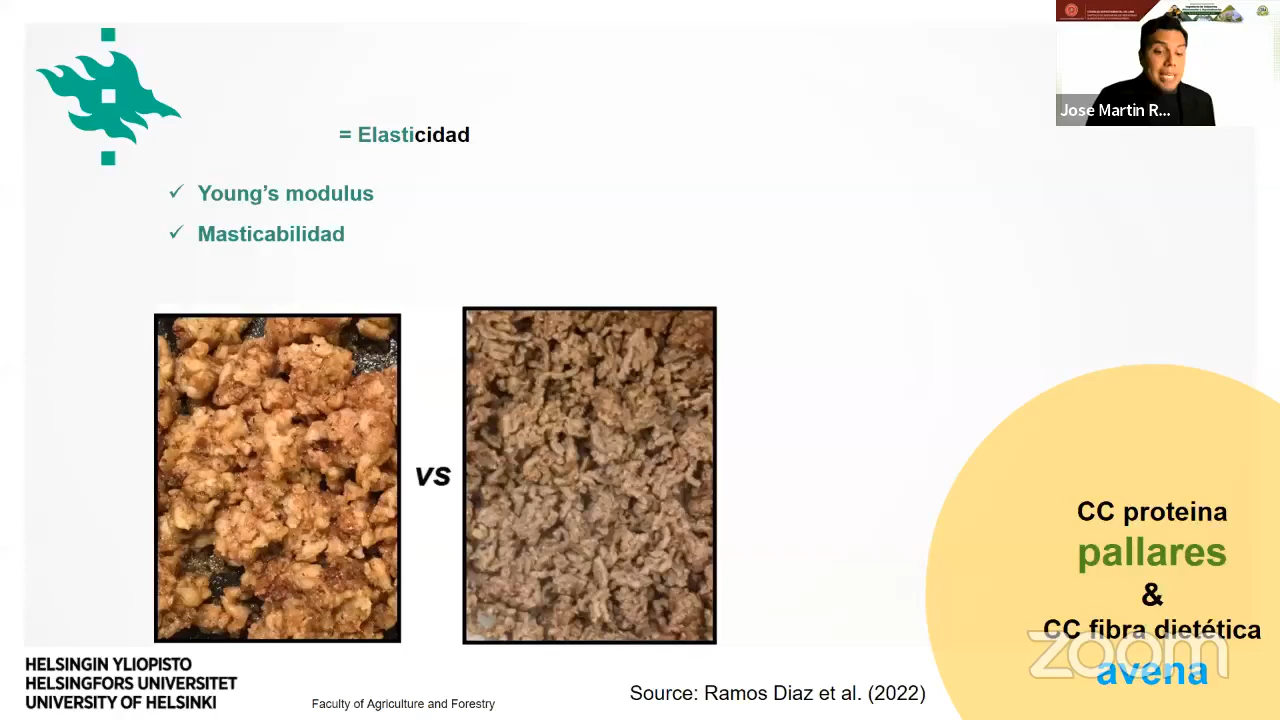 = Elasticidad
✓ Young's modulus
✓ Masticabilidad
vs
Jose Martin R...
CC proteina
pallares
&
CC fibra dietética
avena
zoom
HELSINGIN YLIOPISTO
HELSINGFORS UNIVERSITET
UNIVERSITY OF HELSINKI
Faculty of Agriculture and Forestry
Source: Ramos Diaz et al. (2022)